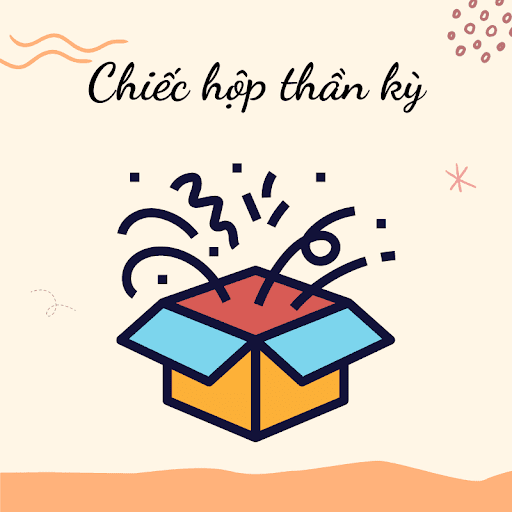 Chiếc hộp thần kỳ